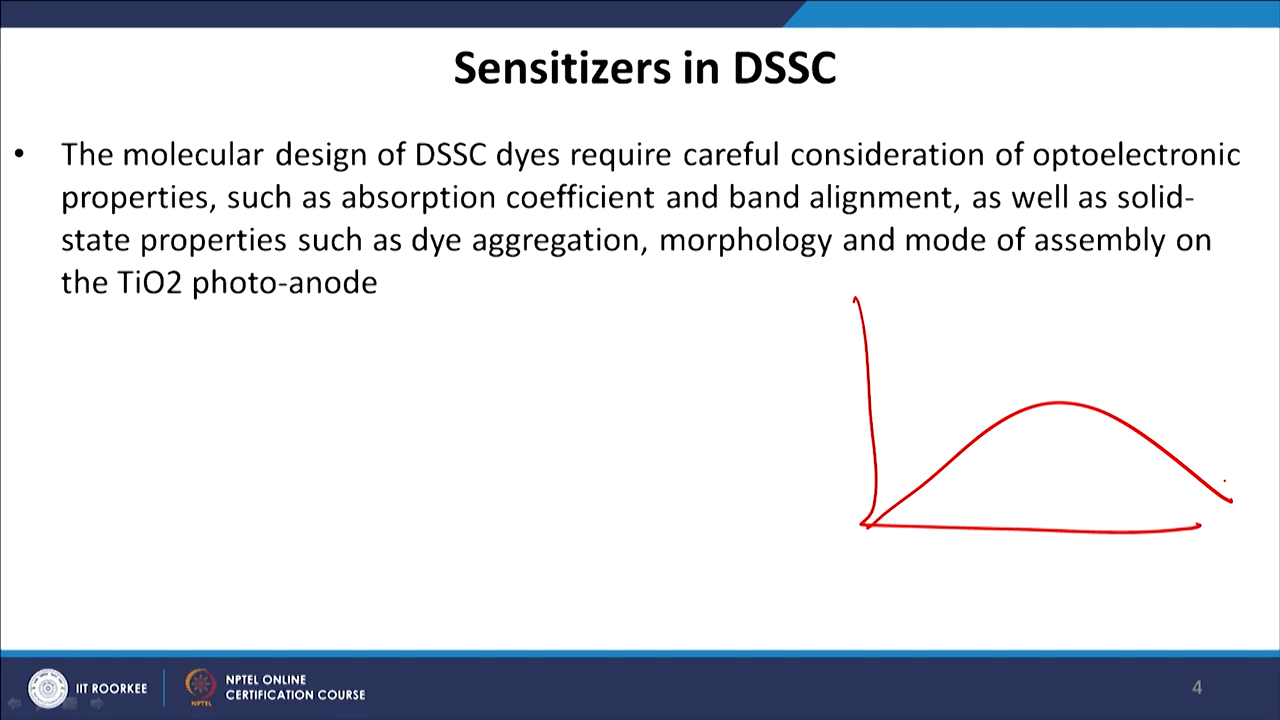 Sensitizers in DSSC
• The molecular design of DSSC dyes require careful consideration of optoelectronic
properties, such as absorption coefficient and band alignment, as well as solid-
state properties such as dye aggregation, morphology and mode of assembly on
the TiO2 photo-anode
IIT ROORKEE
NPTEL
NPTEL ONLINE
CERTIFICATION COURSE
4